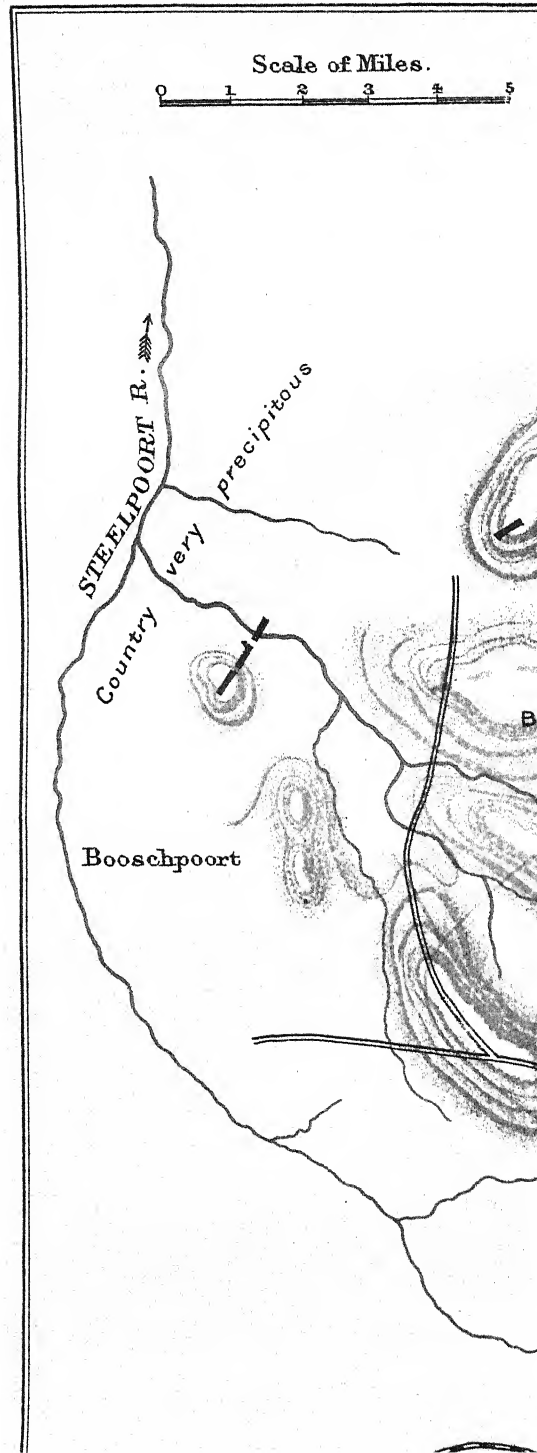 Scale of Miles.
0 1 2 3 4 5
STEELPOORT R.
Country very precipitous
B
Booschpoort